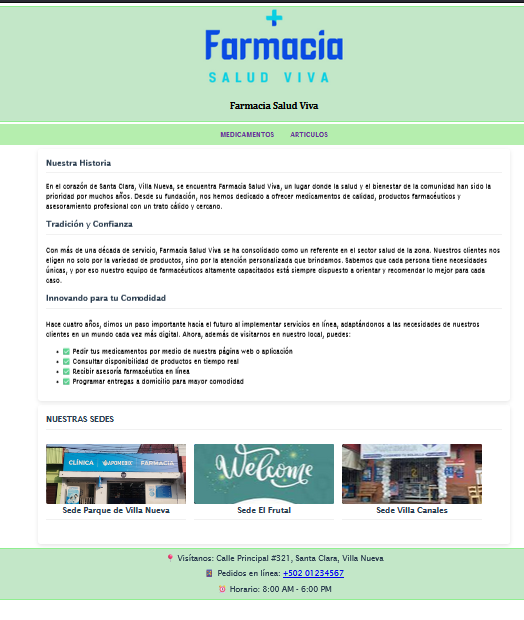 Farmacia
SALUD VIVA
Farmacia Salud Viva
MEDICAMENTOS ARTICULOS
Nuestra Historia
En el corazón de Santa Clara, Villa Nueva, se encuentra Farmacia Salud Viva, un lugar donde la salud y el bienestar de la comunidad han sido la
prioridad por muchos años. Desde su fundación, nos hemos dedicado a ofrecer medicamentos de calidad, productos farmacéuticos y
asesoramiento profesional con un trato cálido y cercano.
Tradición y Confianza
Con más de una década de servicio, Farmacia Salud Viva se ha consolidado como un referente en el sector salud de la zona. Nuestros clientes nos
eligen no solo por la variedad de productos, sino por la atención personalizada que brindamos. Sabemos que cada persona tiene necesidades
únicas, y por eso nuestro equipo de farmacéuticos altamente capacitados está siempre dispuesto a orientar y recomendar lo mejor para cada
caso.
Innovando para tu Comodidad
Hace cuatro años, dimos un paso importante hacia el futuro al implementar servicios en línea, adaptándonos a las necesidades de nuestros
clientes en un mundo cada vez más digital. Ahora, además de visitarnos en nuestro local, puedes:
• ✅ Pedir tus medicamentos por medio de nuestra página web o aplicación
• ✅ Consultar disponibilidad de productos en tiempo real
• ✅ Recibir asesoría farmacéutica en línea
• ✅ Programar entregas a domicilio para mayor comodidad
NUESTRAS SEDES
CLÍNICA FARMACIA
Welcome
Sede Parque de Villa Nueva Sede El Frutal Sede Villa Canales
📍 Visítanos: Calle Principal #321, Santa Clara, Villa Nueva
Pedidos en línea: +502 01234567
⏰ Horario: 8:00 AM - 6:00 PM